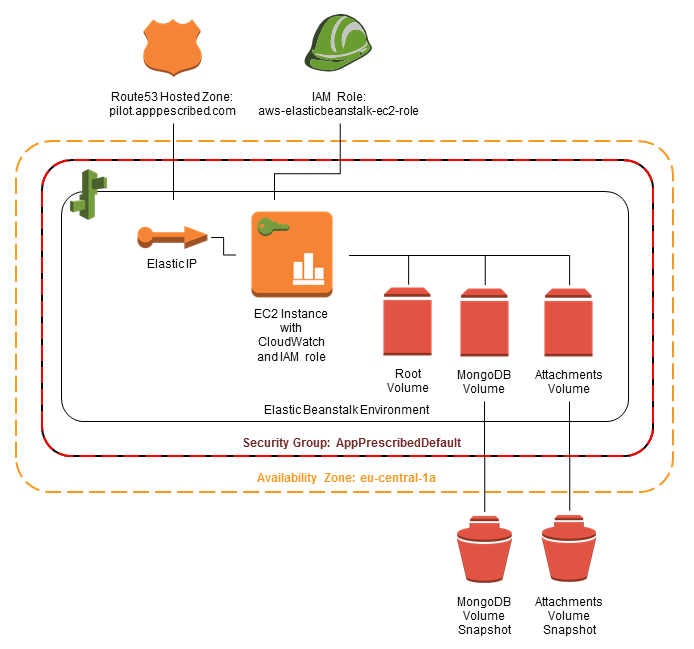 Route53 Hosted Zone:
pilot.apppescribed.com
IAM Role:
aws-elasticbeanstalk-ec2-role
Elastic IP
EC2 Instance
with
CloudWatch
and IAM role
Root
Volume
MongoDB
Volume
Attachments
Volume
Elastic Beanstalk Environment
Security Group: AppPrescribedDefault
Availability Zone: eu-central-1a
MongoDB
Volume
Snapshot
Attachments
Volume
Snapshot